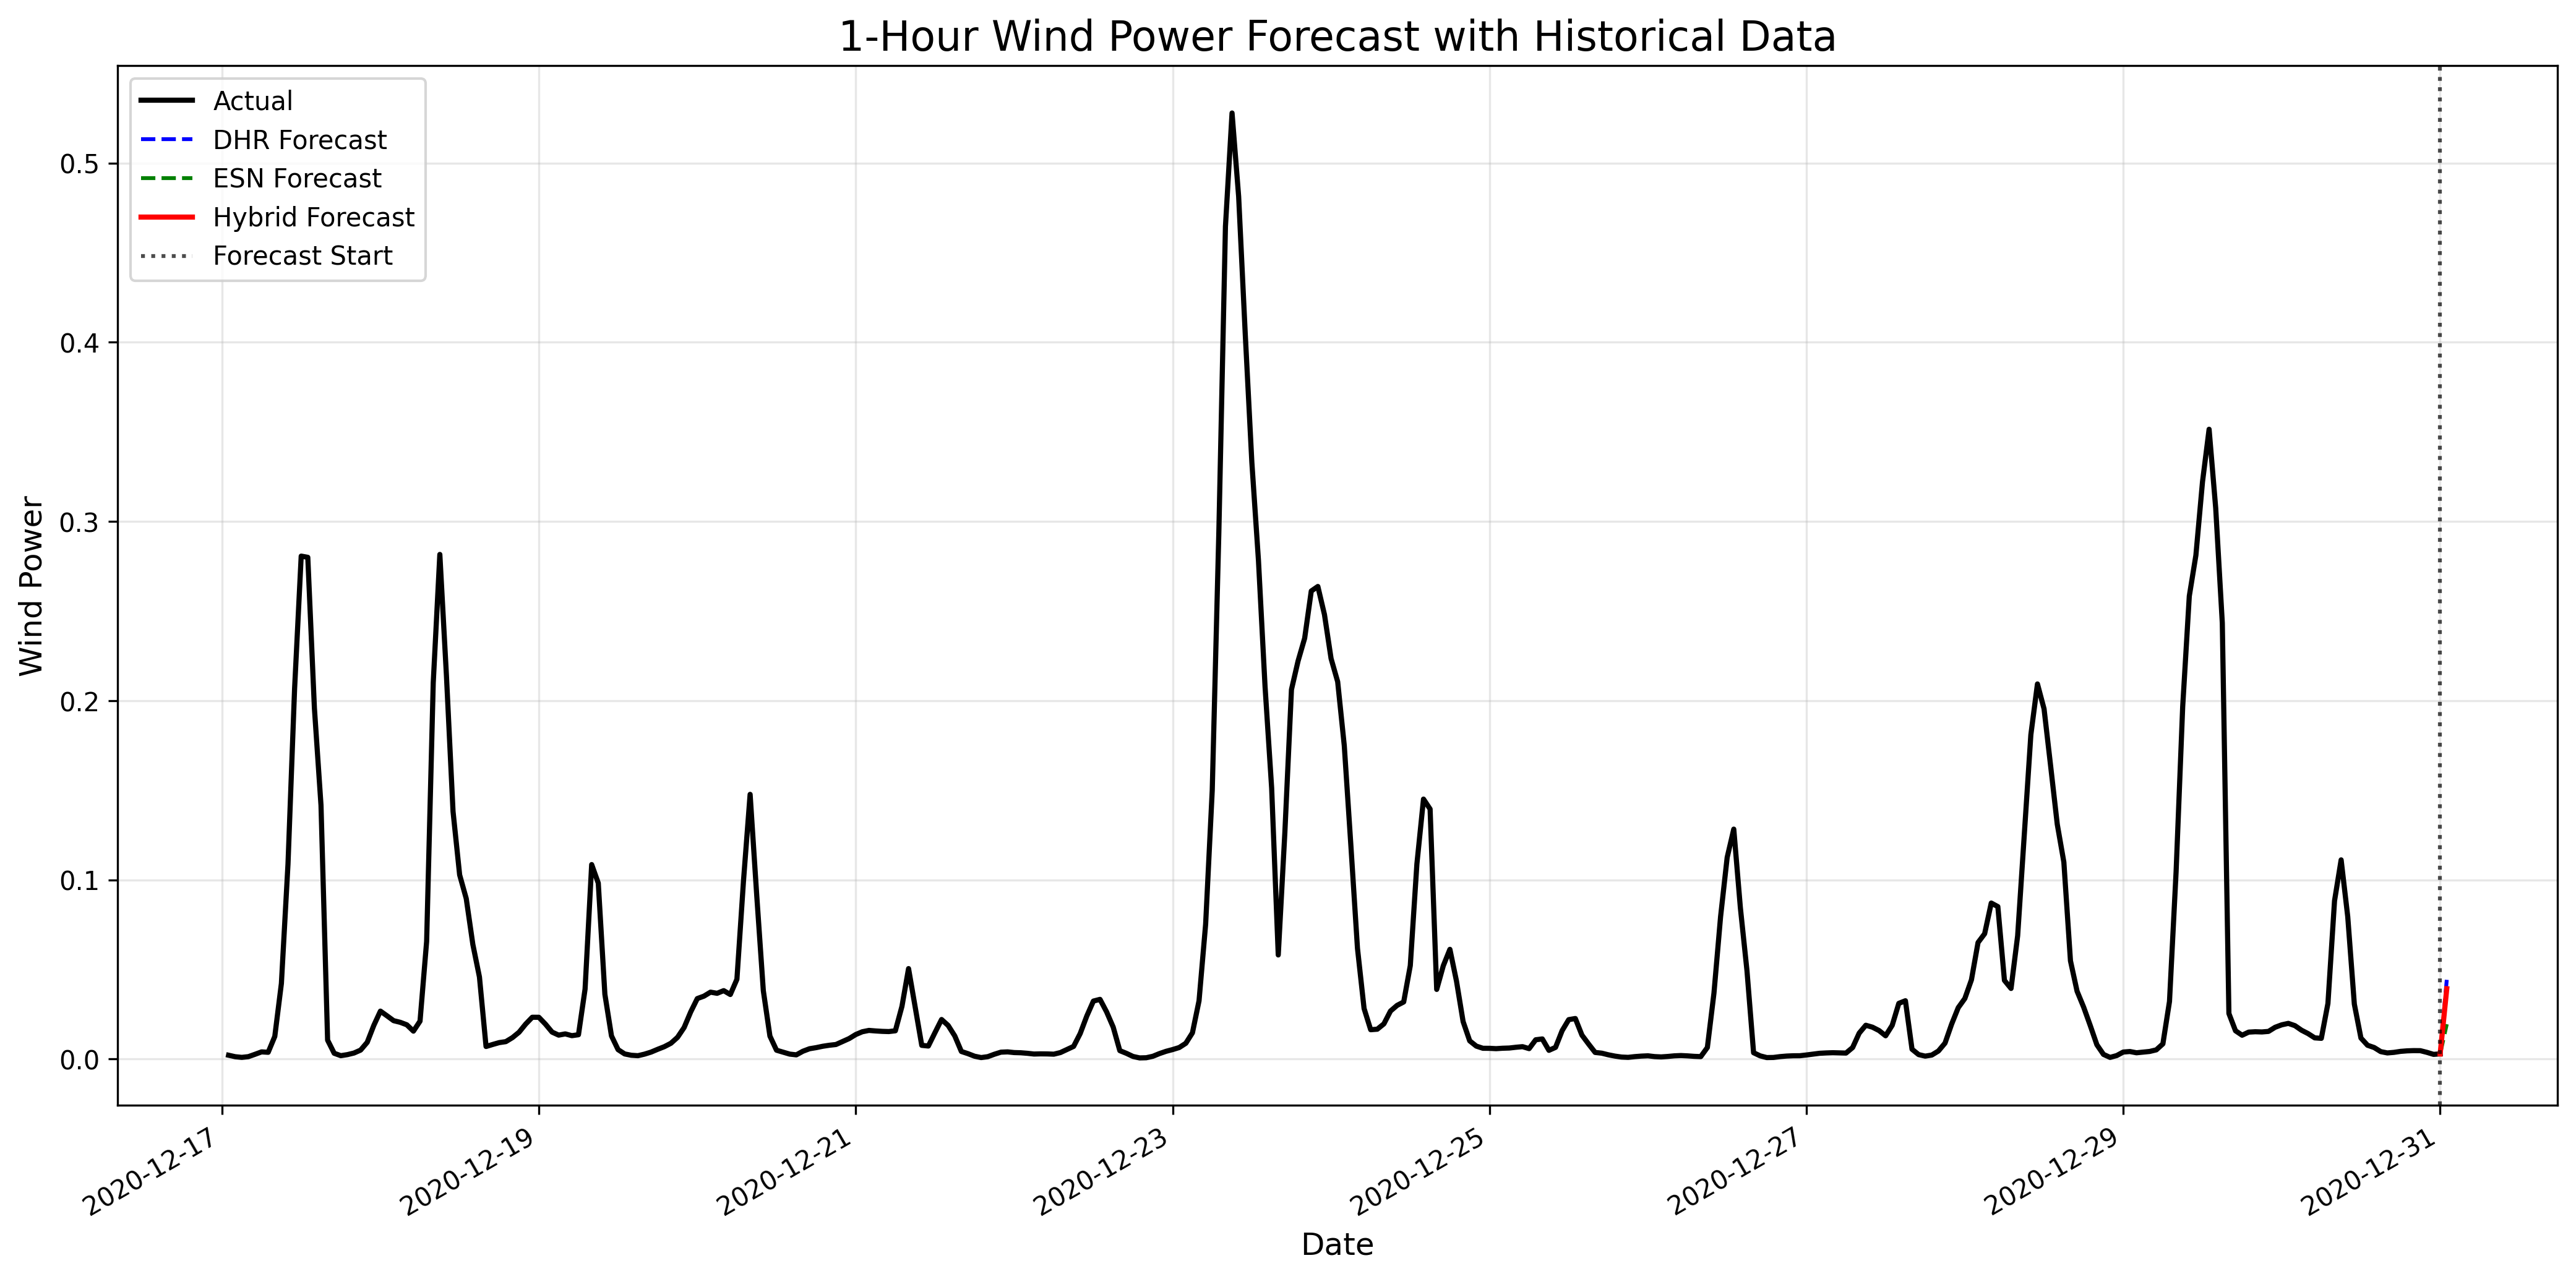 1-Hour Wind Power Forecast with Historical Data
Actual
DHR Forecast
ESN Forecast
Hybrid Forecast
Forecast Start
Wind Power
0.5
0.4
0.3
0.2
0.1
0.0
2020-12-17
2020-12-19
2020-12-21
2020-12-23
2020-12-25
2020-12-27
2020-12-29
2020-12-31
Date